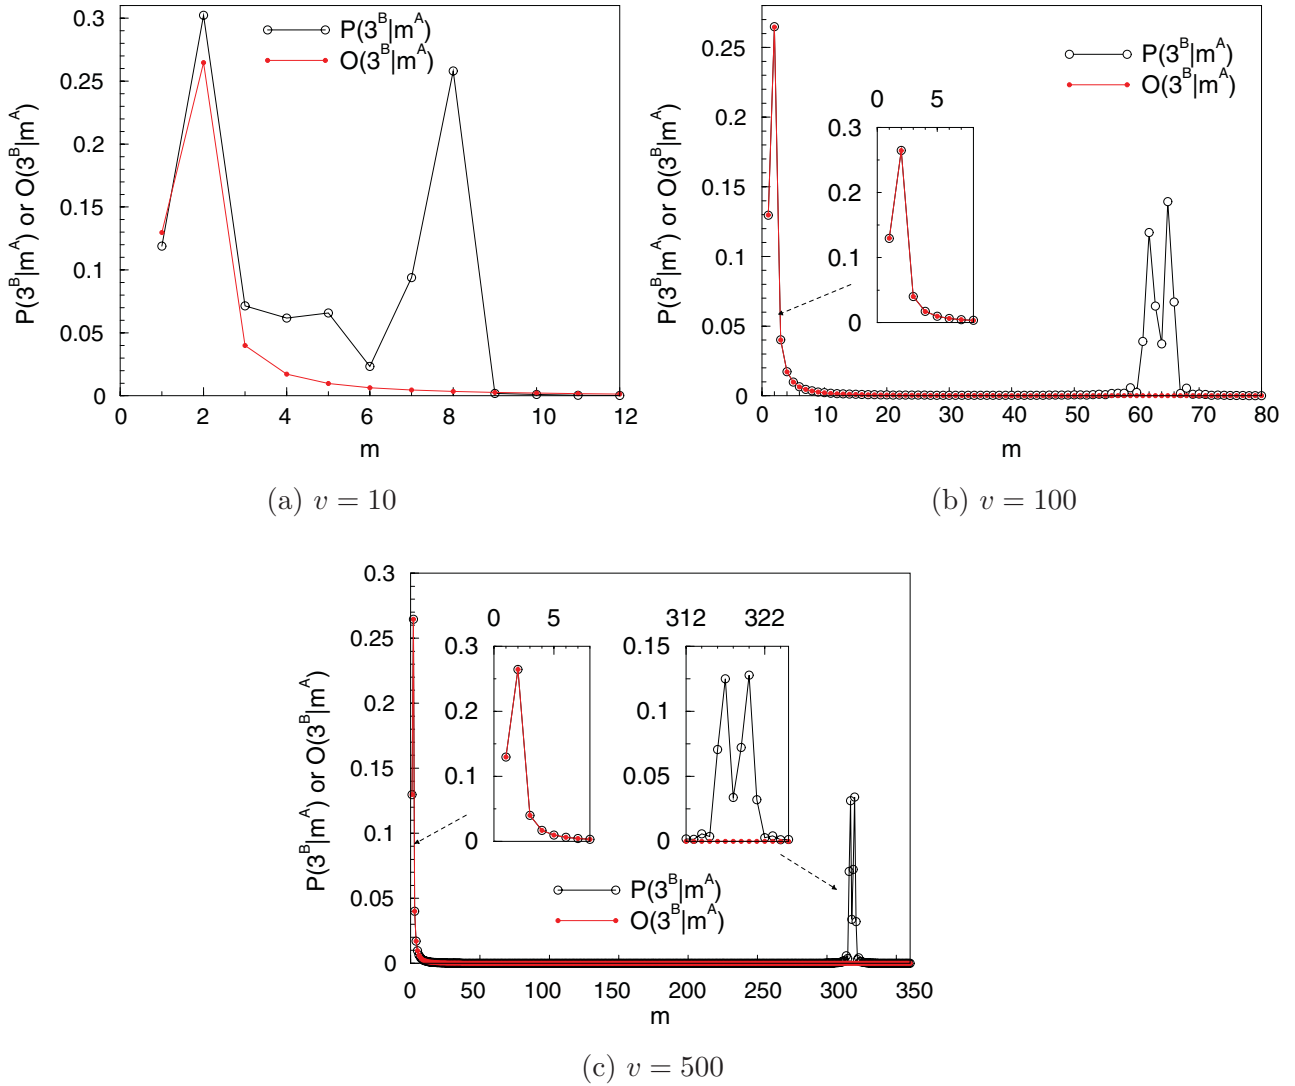 P(3^B|m^A) or O(3^B|m^A)
0.3
0.25
0.2
0.15
0.1
0.05
0
P(3^B|m^A)
O(3^B|m^A)
0 2 4 6 8 10 12
m
(a) v = 10
P(3^B|m^A) or O(3^B|m^A)
0.25
0.2
0.15
0.1
0.05
0
P(3^B|m^A)
O(3^B|m^A)
0 5
0.3
0.2
0.1
0
0 10 20 30 40 50 60 70 80
m
(b) v = 100
P(3^B|m^A) or O(3^B|m^A)
0.3
0.25
0.2
0.15
0.1
0.05
0
0 5
0.3
0.2
0.1
0
312 322
0.15
0.1
0.05
0
P(3^B|m^A)
O(3^B|m^A)
0 50 100 150 200 250 300 350
m
(c) v = 500